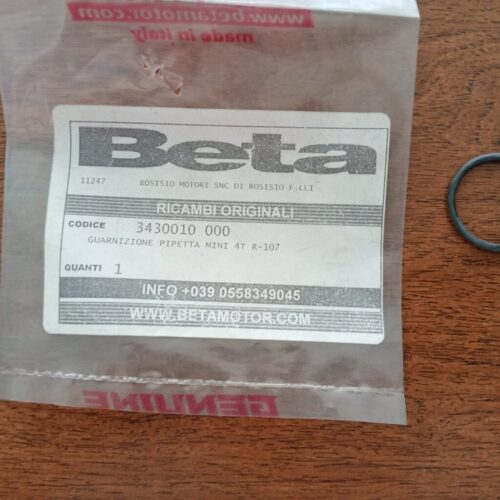 www.betamotor.com
made in italy
Beta
11247 BOSISIO MOTORI SNC DI BOSISIO F.LLI
RICAMBI ORIGINALI
CODICE 3430010 000
GUARNIZIONE PIPETTA MINI 4T R-107
QUANTI 1
INFO +039 0558349045
WWW.BETAMOTOR.COM
GENUINE